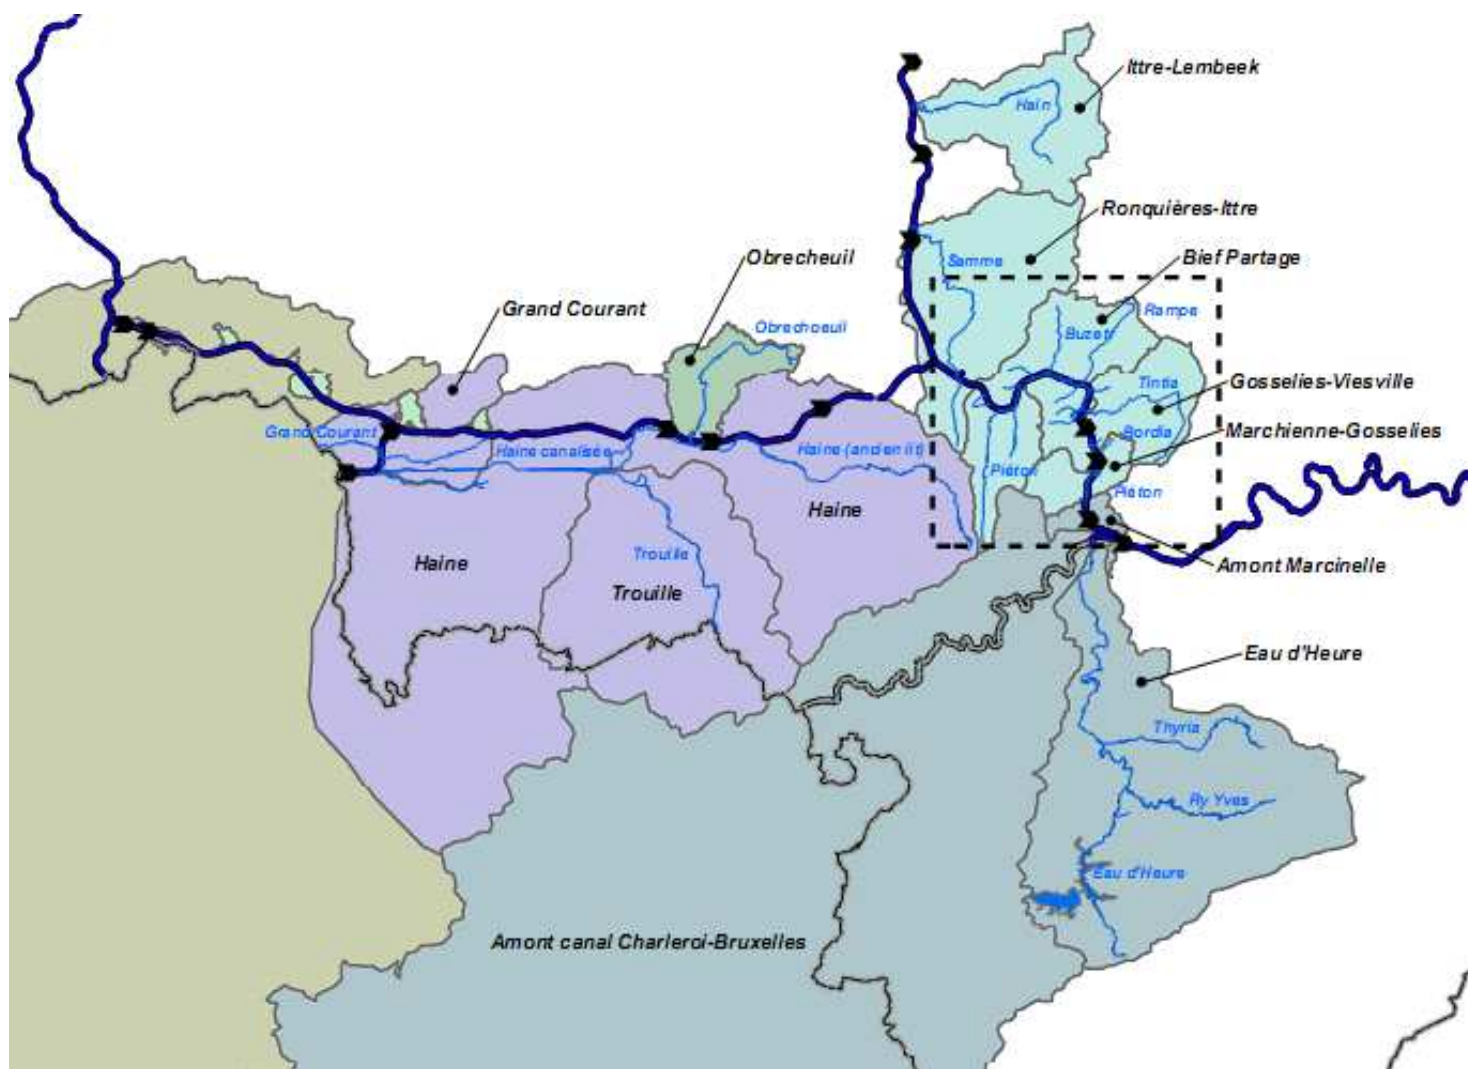 Ittre-Lembeek
Hain
Ronquières-Ittre
Samme
Bief Partage
Obrecheuil
Grand Courant
Obrechoeuil
Rampe
Buzet
Tintia
Gosselies-Viesville
Grand Courant
Haine canalisée
Haine (ancien lit)
Marchienne-Gosselies
Piéton
Piéton
Haine
Haine
Trouille
Trouille
Amont Marcinelle
Eau d'Heure
Thyria
Ry Yves
Eau d'Heure
Amont canal Charleroi-Bruxelles